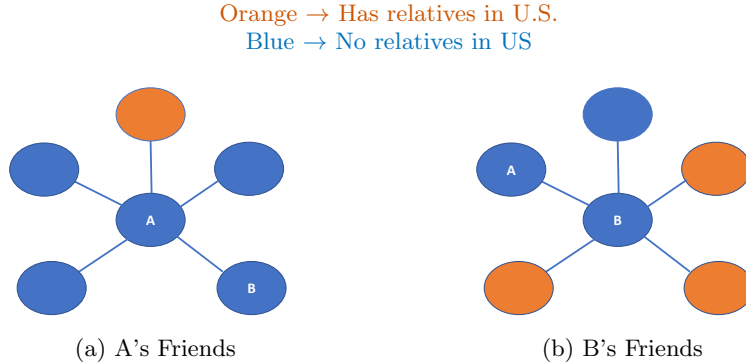 Orange → Has relatives in U.S.
Blue → No relatives in US
A
B
A
B
(a) A's Friends
(b) B's Friends